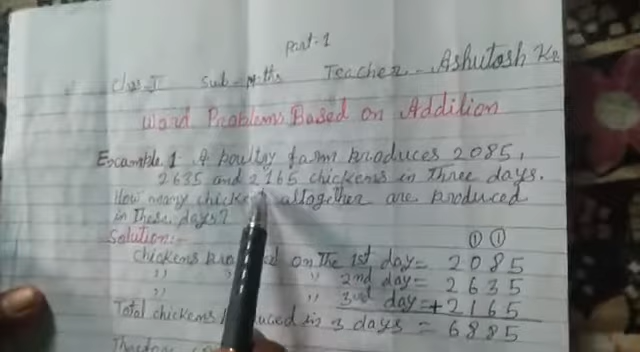 Part-1
Class I Sub-Maths Teacher - Ashutosh Kr
Word Problems Based on Addition
Example 1 A poultry farm produces 2085,
2635 and 2165 chickens in Three days.
How many altogether are produced
in These days?
Solution:-
① ①
Chickens on The 1st day= 2085
,, ,, ,, 2nd day= 2635
,, ,, 3rd day=+2165
Total chickens in 3 days = 6885